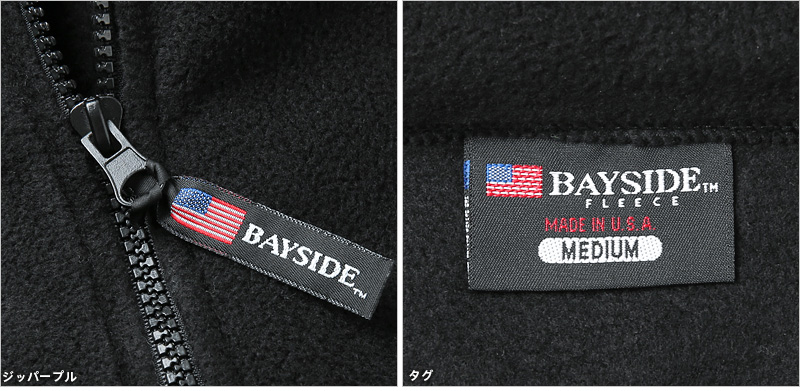 BAYSIDE™
ジッパープル
BAYSIDE™
FLEECE
MADE IN U.S.A.
MEDIUM
タグ